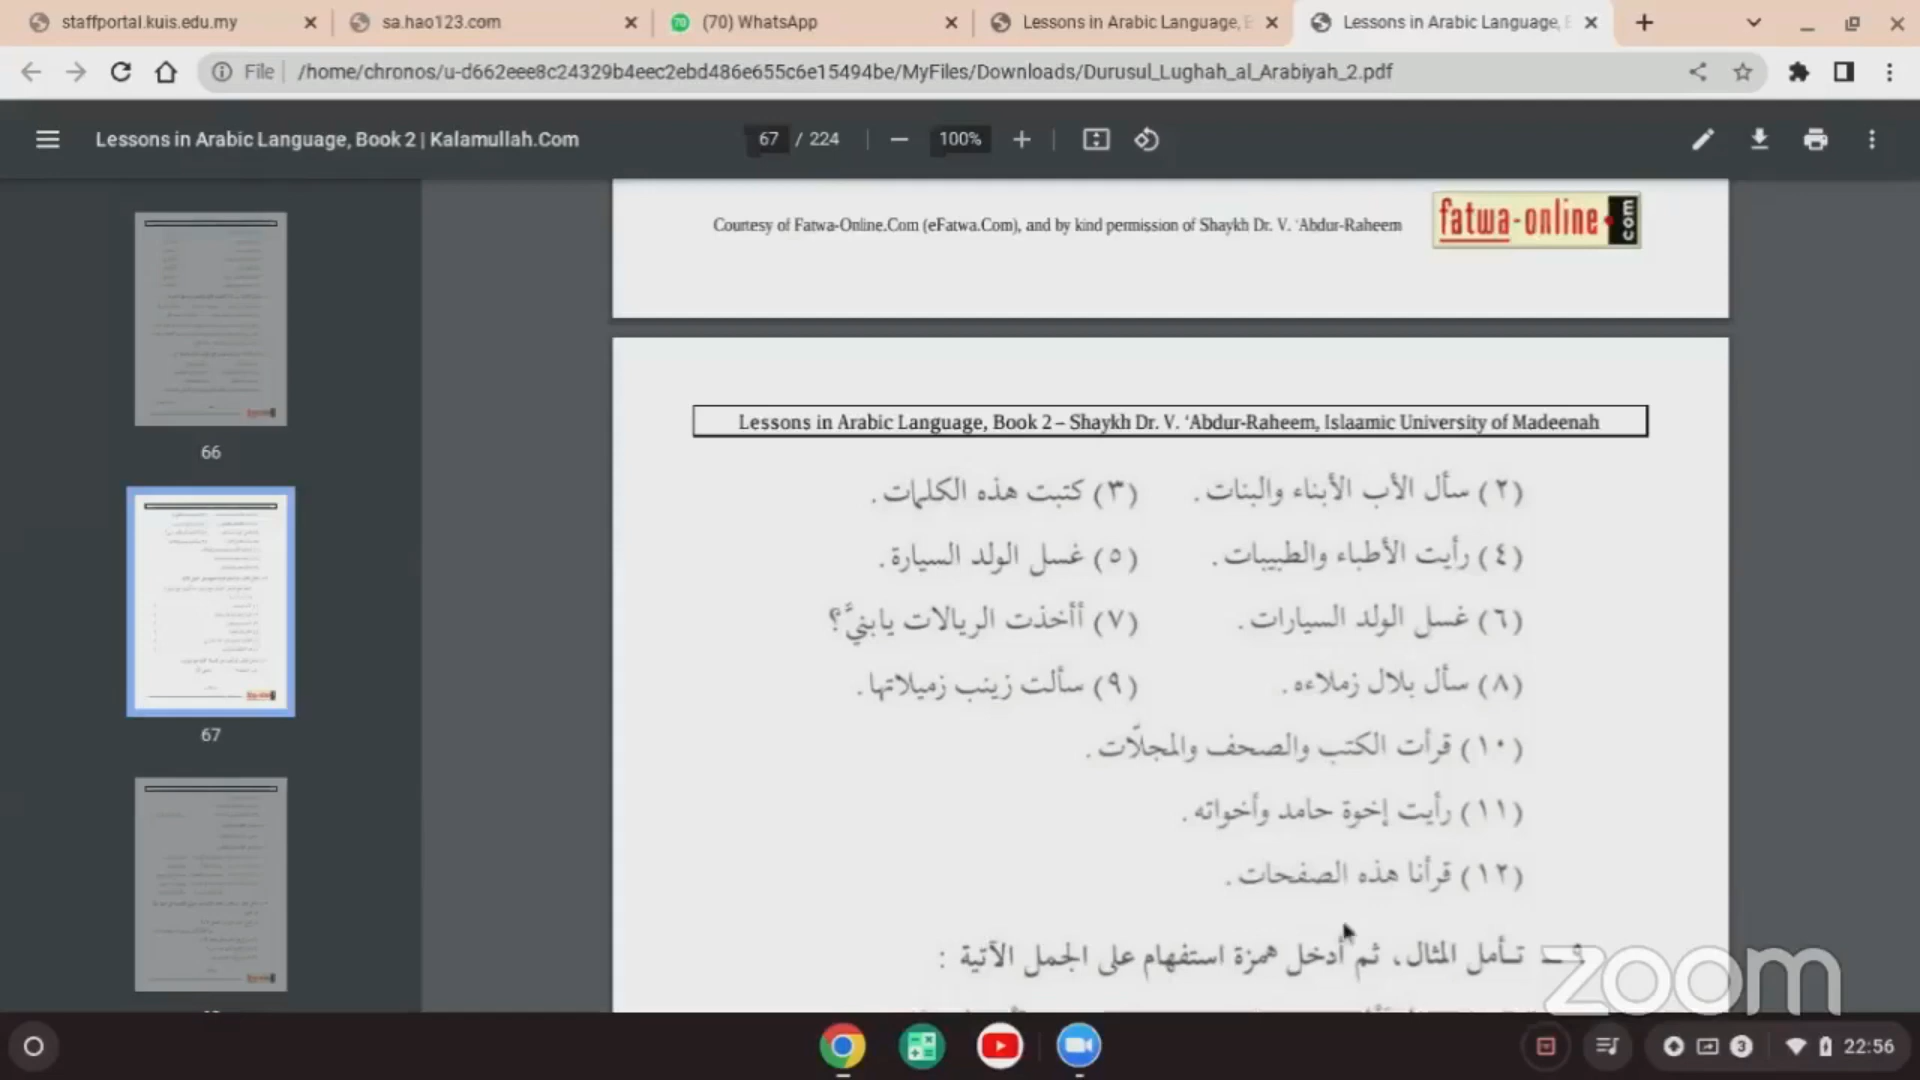 staffportal.kuis.edu.my
sa.hao123.com
(70) WhatsApp
Lessons in Arabic Language,
Lessons in Arabic Language,
File
/home/chronos/u-d662eee8c24329b4eec2ebd486e655c6e15494be/MyFiles/Downloads/Durusul_Lughah_al_Arabiyah_2.pdf
Lessons in Arabic Language, Book 2 | Kalamullah.Com
67 / 224
100%
66
67
Courtesy of Fatwa-Online.Com (eFatwa.Com), and by kind permission of Shaykh Dr. V. ‘Abdur-Raheem
fatwa-online.com
Lessons in Arabic Language, Book 2 – Shaykh Dr. V. ‘Abdur-Raheem, Islaamic University of Madeenah
(٢) سأل الأب الأبناء والبنات . (٣) كتبت هذه الكلمات .
(٤) رأيت الأطباء والطبيبات . (٥) غسل الولد السيارة .
(٦) غسل الولد السيارات . (٧) أأخذت الريالات يابنيَّ؟
(٨) سأل بلال زملاءه . (٩) سألت زينب زميلاتها .
(١٠) قرأت الكتب والصحف والمجلّات .
(١١) رأيت إخوة حامد وأخواته .
(١٢) قرأنا هذه الصفحات .
٩ – تأمل المثال، ثم أدخل همزة استفهام على الجمل الآتية :
zoom
3
22:56